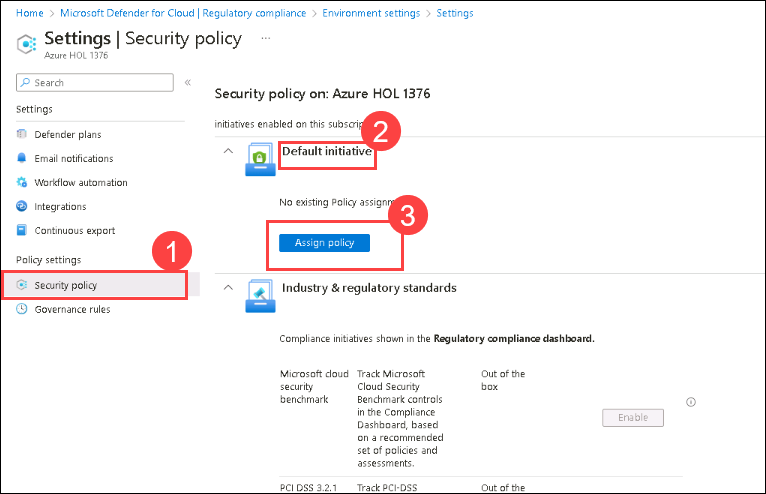 Home > Microsoft Defender for Cloud | Regulatory compliance > Environment settings > Settings
Settings | Security policy ...
Azure HOL 1376
Search «
Settings
Defender plans
Email notifications
Workflow automation
Integrations
Continuous export
1
Policy settings
Security policy
Governance rules
Security policy on: Azure HOL 1376
initiatives enabled on this
2
Default initiative
No existing Policy
3
Assign policy
Industry & regulatory standards
Compliance initiatives shown in the Regulatory compliance dashboard.
Microsoft cloud security benchmark
Track Microsoft Cloud Security Benchmark controls in the Compliance Dashboard, based on a recommended set of policies and assessments.
Out of the box
Enable
PCI DSS 3.2.1
Track PCI-DSS
Out of the